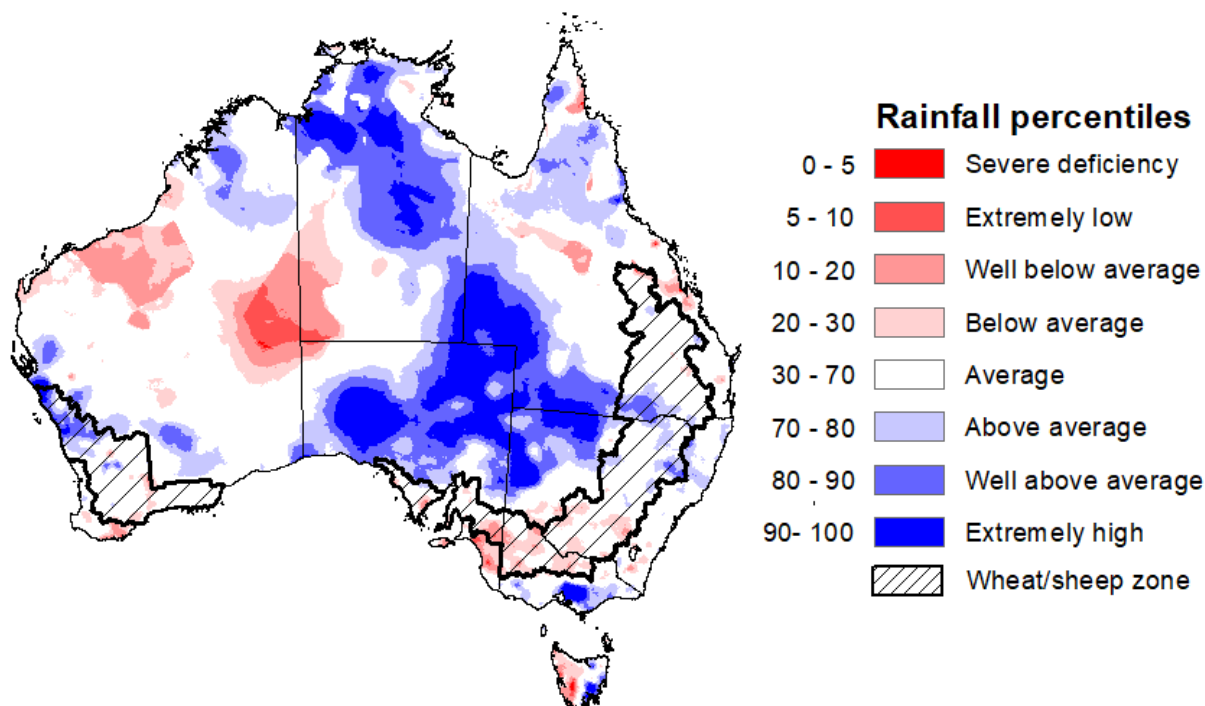 Rainfall percentiles
0 - 5 Severe deficiency
5 - 10 Extremely low
10 - 20 Well below average
20 - 30 Below average
30 - 70 Average
70 - 80 Above average
80 - 90 Well above average
90- 100 Extremely high
Wheat/sheep zone